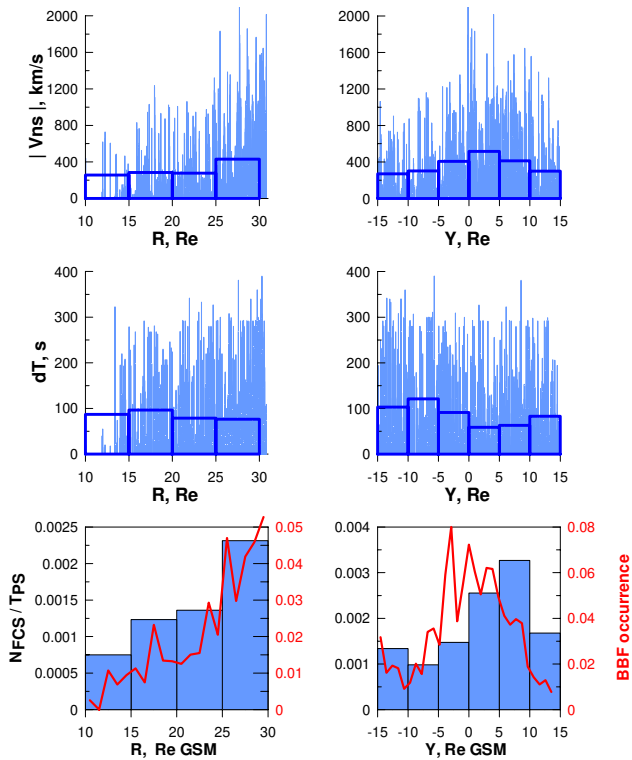 2000
1600
1200
800
400
0
| Vns |, km/s
10 15 20 25 30
R, Re
2000
1600
1200
800
400
0
-15 -10 -5 0 5 10 15
Y, Re
400
300
200
100
0
dT, s
10 15 20 25 30
R, Re
400
300
200
100
0
-15 -10 -5 0 5 10 15
Y, Re
0.0025
0.002
0.0015
0.001
0.0005
0
NFCS / TPS
0.05
0.04
0.03
0.02
0.01
0
10 15 20 25 30
R, Re GSM
0.004
0.003
0.002
0.001
0
0.08
0.06
0.04
0.02
0
BBF occurrence
-15 -10 -5 0 5 10 15
Y, Re GSM